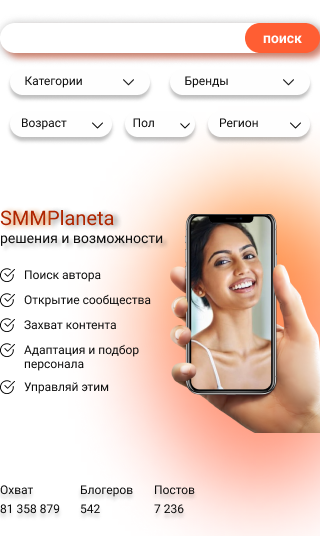 поиск
Категории
Бренды
Возраст
Пол
Регион
SMMPlaneta
решения и возможности
Поиск автора
Открытие сообщества
Захват контента
Адаптация и подбор
персонала
Управляй этим
Охват
Блогеров
Постов
81 358 879
542
7 236